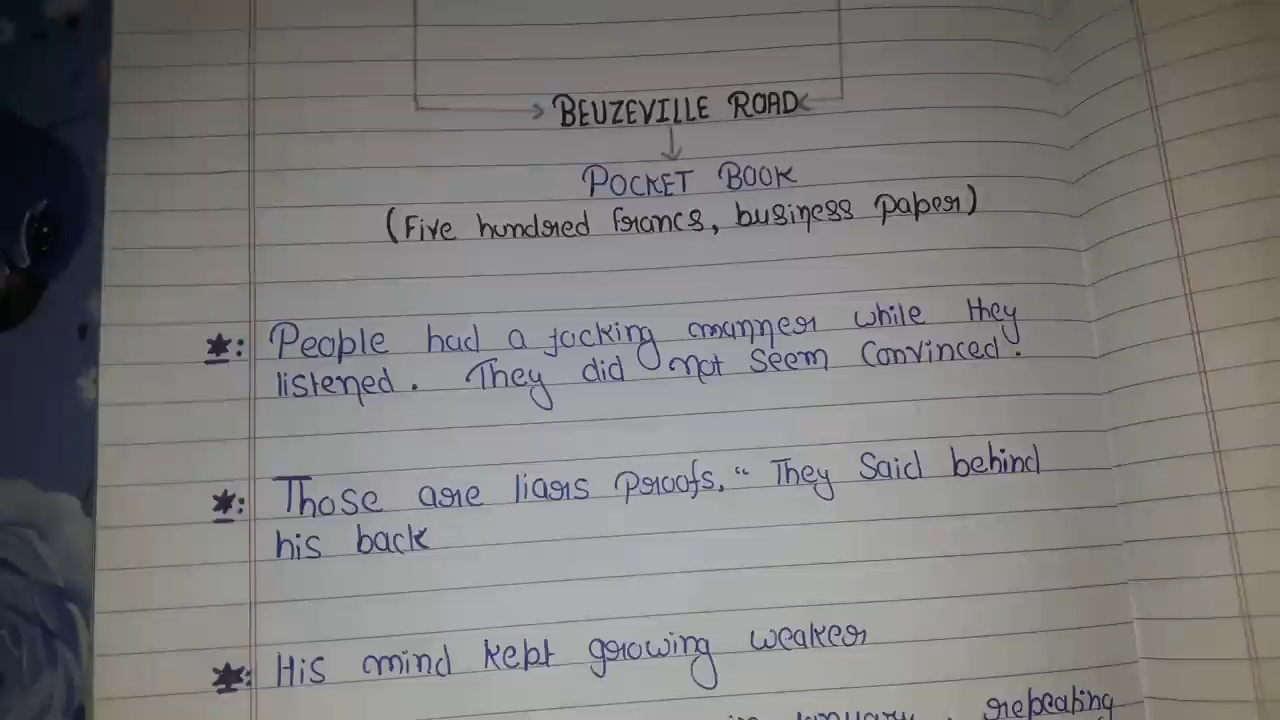 BEUZEVILLE ROAD
POCKET BOOK
(Five hundred francs, business paper)
*: People had a jocking manner while they
listened. They did not seem convinced.
*: Those are liars proofs," They said behind
his back
*: His mind kept growing weaker
repeating